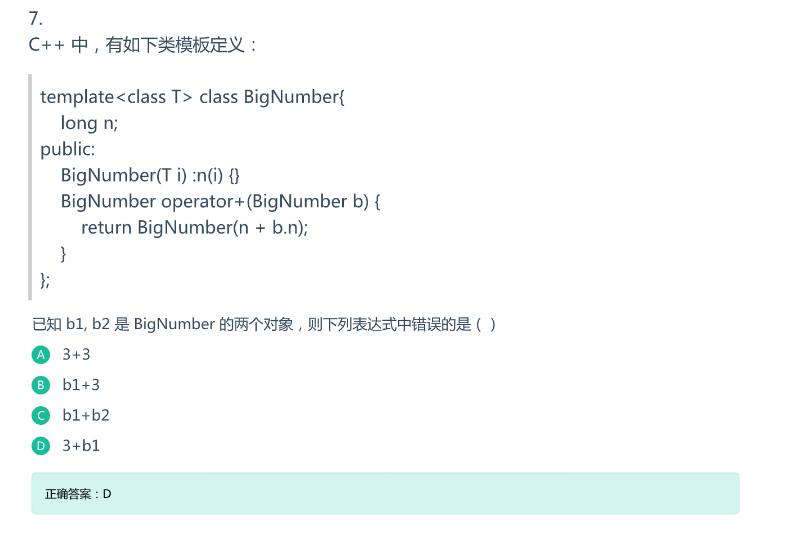 7.
C++ 中，有如下类模板定义：
template<class T> class BigNumber{
long n;
public:
BigNumber(T i) :n(i) {}
BigNumber operator+(BigNumber b) {
return BigNumber(n + b.n);
}
};
已知 b1, b2 是 BigNumber 的两个对象，则下列表达式中错误的是（ ）
A 3+3
B b1+3
C b1+b2
D 3+b1
正确答案：D